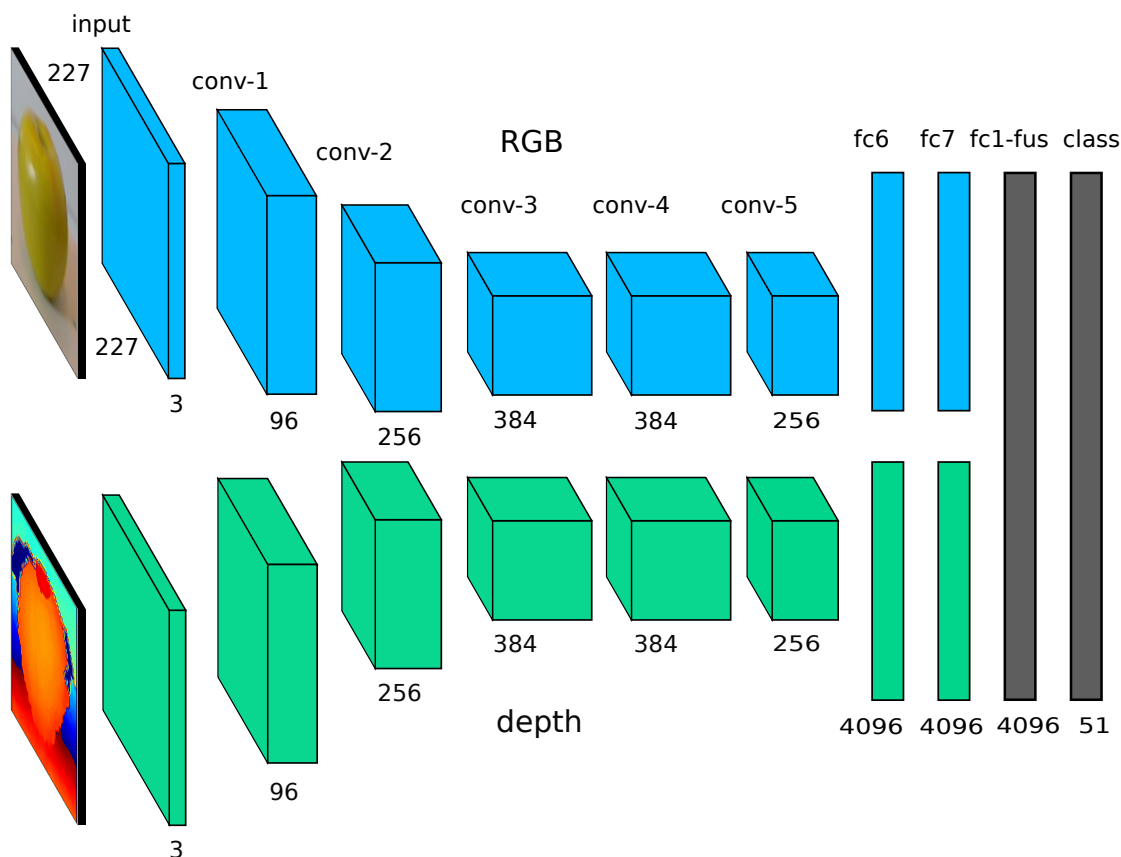 input
227
conv-1
conv-2
RGB
fc6 fc7 fc1-fus class
conv-3 conv-4 conv-5
227
3
96
256
384 384 256
384 384 256
256
depth
4096 4096 4096 51
96
3